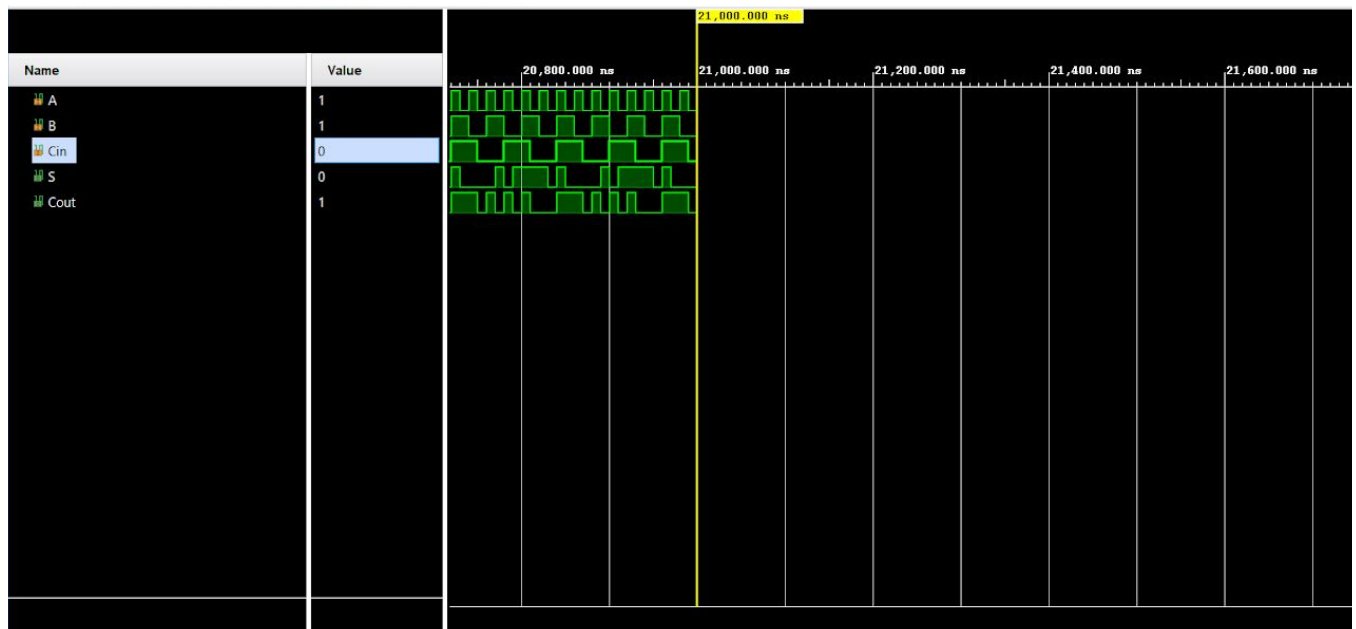 21,000.000 ns
Name Value
20,800.000 ns 21,000.000 ns 21,200.000 ns 21,400.000 ns 21,600.000 ns
A 1
B 1
Cin 0
S 0
Cout 1